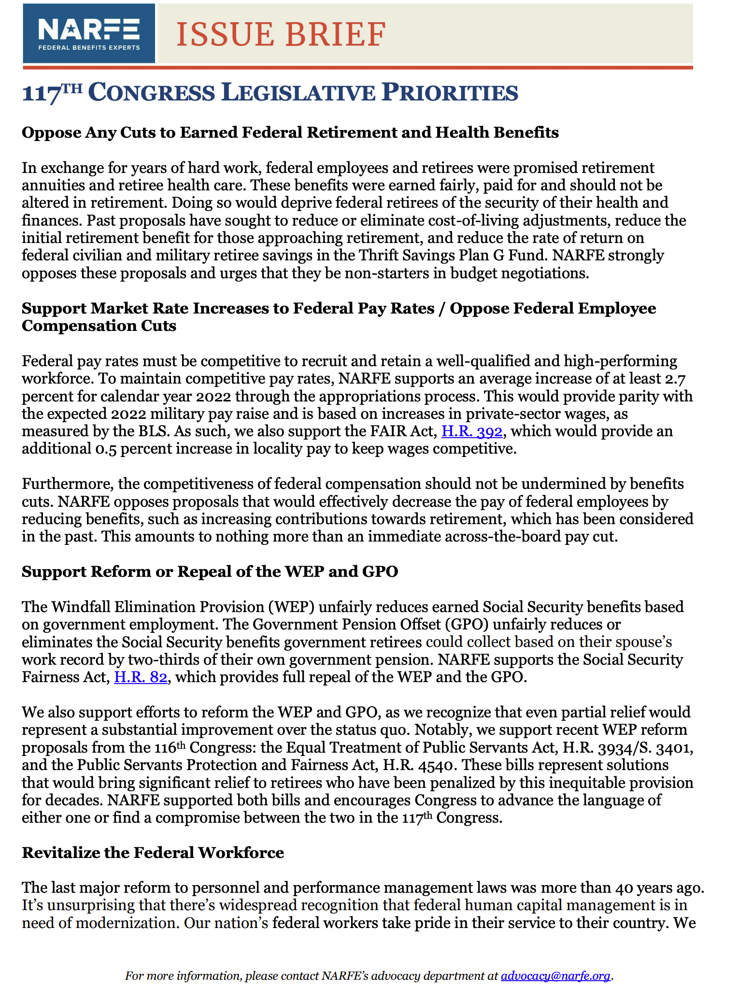 NARFE
FEDERAL BENEFITS EXPERTS
ISSUE BRIEF
117TH CONGRESS LEGISLATIVE PRIORITIES
Oppose Any Cuts to Earned Federal Retirement and Health Benefits
In exchange for years of hard work, federal employees and retirees were promised retirement
annuities and retiree health care. These benefits were earned fairly, paid for and should not be
altered in retirement. Doing so would deprive federal retirees of the security of their health and
finances. Past proposals have sought to reduce or eliminate cost-of-living adjustments, reduce the
initial retirement benefit for those approaching retirement, and reduce the rate of return on
federal civilian and military retiree savings in the Thrift Savings Plan G Fund. NARFE strongly
opposes these proposals and urges that they be non-starters in budget negotiations.
Support Market Rate Increases to Federal Pay Rates / Oppose Federal Employee
Compensation Cuts
Federal pay rates must be competitive to recruit and retain a well-qualified and high-performing
workforce. To maintain competitive pay rates, NARFE supports an average increase of at least 2.7
percent for calendar year 2022 through the appropriations process. This would provide parity with
the expected 2022 military pay raise and is based on increases in private-sector wages, as
measured by the BLS. As such, we also support the FAIR Act, H.R. 392, which would provide an
additional 0.5 percent increase in locality pay to keep wages competitive.
Furthermore, the competitiveness of federal compensation should not be undermined by benefits
cuts. NARFE opposes proposals that would effectively decrease the pay of federal employees by
reducing benefits, such as increasing contributions towards retirement, which has been considered
in the past. This amounts to nothing more than an immediate across-the-board pay cut.
Support Reform or Repeal of the WEP and GPO
The Windfall Elimination Provision (WEP) unfairly reduces earned Social Security benefits based
on government employment. The Government Pension Offset (GPO) unfairly reduces or
eliminates the Social Security benefits government retirees could collect based on their spouse’s
work record by two-thirds of their own government pension. NARFE supports the Social Security
Fairness Act, H.R. 82, which provides full repeal of the WEP and the GPO.
We also support efforts to reform the WEP and GPO, as we recognize that even partial relief would
represent a substantial improvement over the status quo. Notably, we support recent WEP reform
proposals from the 116th Congress: the Equal Treatment of Public Servants Act, H.R. 3934/S. 3401,
and the Public Servants Protection and Fairness Act, H.R. 4540. These bills represent solutions
that would bring significant relief to retirees who have been penalized by this inequitable provision
for decades. NARFE supported both bills and encourages Congress to advance the language of
either one or find a compromise between the two in the 117th Congress.
Revitalize the Federal Workforce
The last major reform to personnel and performance management laws was more than 40 years ago.
It’s unsurprising that there’s widespread recognition that federal human capital management is in
need of modernization. Our nation’s federal workers take pride in their service to their country. We
For more information, please contact NARFE’s advocacy department at advocacy@narfe.org.